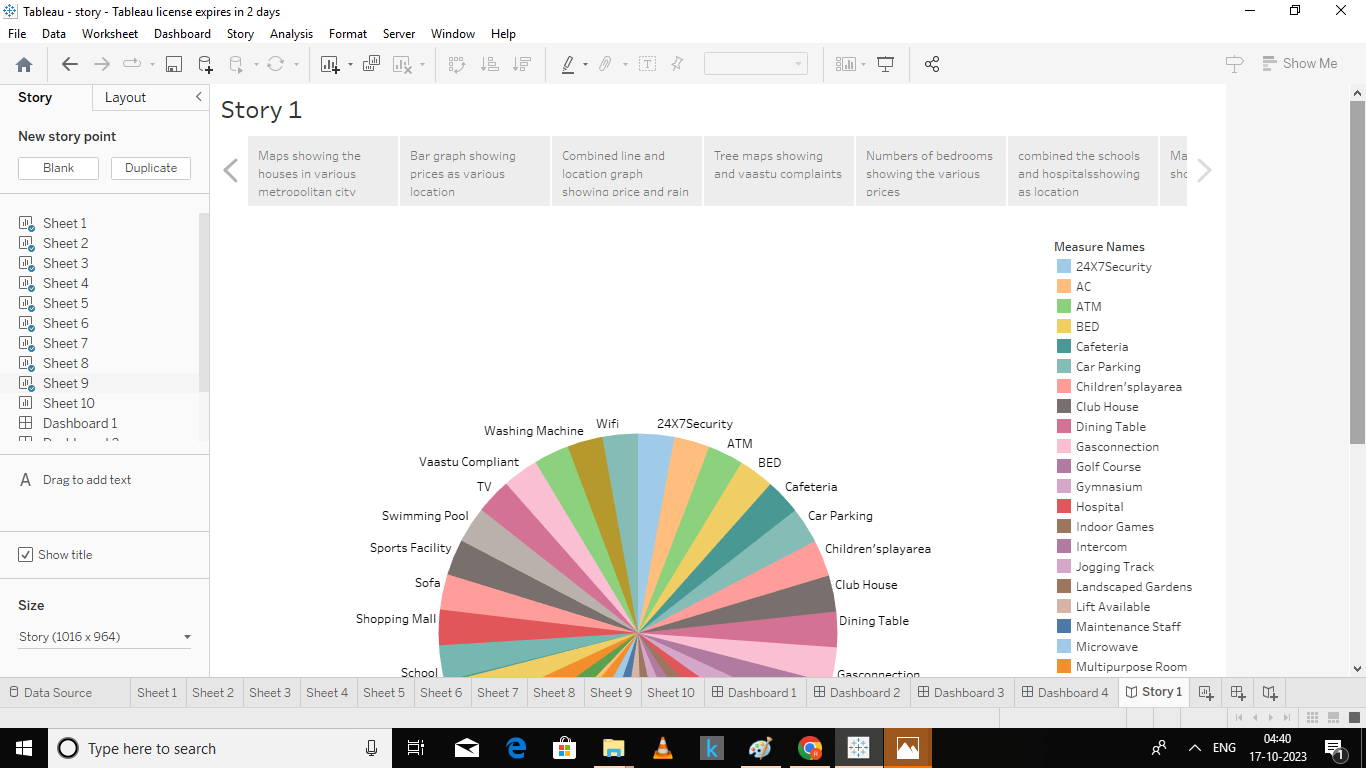 Tableau - story - Tableau license expires in 2 days
File Data Worksheet Dashboard Story Analysis Format Server Window Help
Show Me
Story Layout
New story point
Blank Duplicate
Sheet 1
Sheet 2
Sheet 3
Sheet 4
Sheet 5
Sheet 6
Sheet 7
Sheet 8
Sheet 9
Sheet 10
Dashboard 1
A Drag to add text
Show title
Size
Story (1016 x 964)
Story 1
Maps showing the
houses in various
metropolitan city
Bar graph showing
prices as various
location
Combined line and
location graph
showing price and rain
Tree maps showing
and vaastu complaints
Numbers of bedrooms
showing the various
prices
combined the schools
and hospitalsshowing
as location
Measure Names
24X7Security
AC
ATM
BED
Cafeteria
Car Parking
Children'splayarea
Club House
Dining Table
Gasconnection
Golf Course
Gymnasium
Hospital
Indoor Games
Intercom
Jogging Track
Landscaped Gardens
Lift Available
Maintenance Staff
Microwave
Multipurpose Room
Wifi
24X7Security
Washing Machine
ATM
Vaastu Compliant
BED
TV
Cafeteria
Swimming Pool
Car Parking
Sports Facility
Children'splayarea
Sofa
Club House
Shopping Mall
Dining Table
School
Gasconnection
Data Source Sheet 1 Sheet 2 Sheet 3 Sheet 4 Sheet 5 Sheet 6 Sheet 7 Sheet 8 Sheet 9 Sheet 10 Dashboard 1 Dashboard 2 Dashboard 3 Dashboard 4 Story 1
Type here to search
k
ENG
04:40
17-10-2023
1